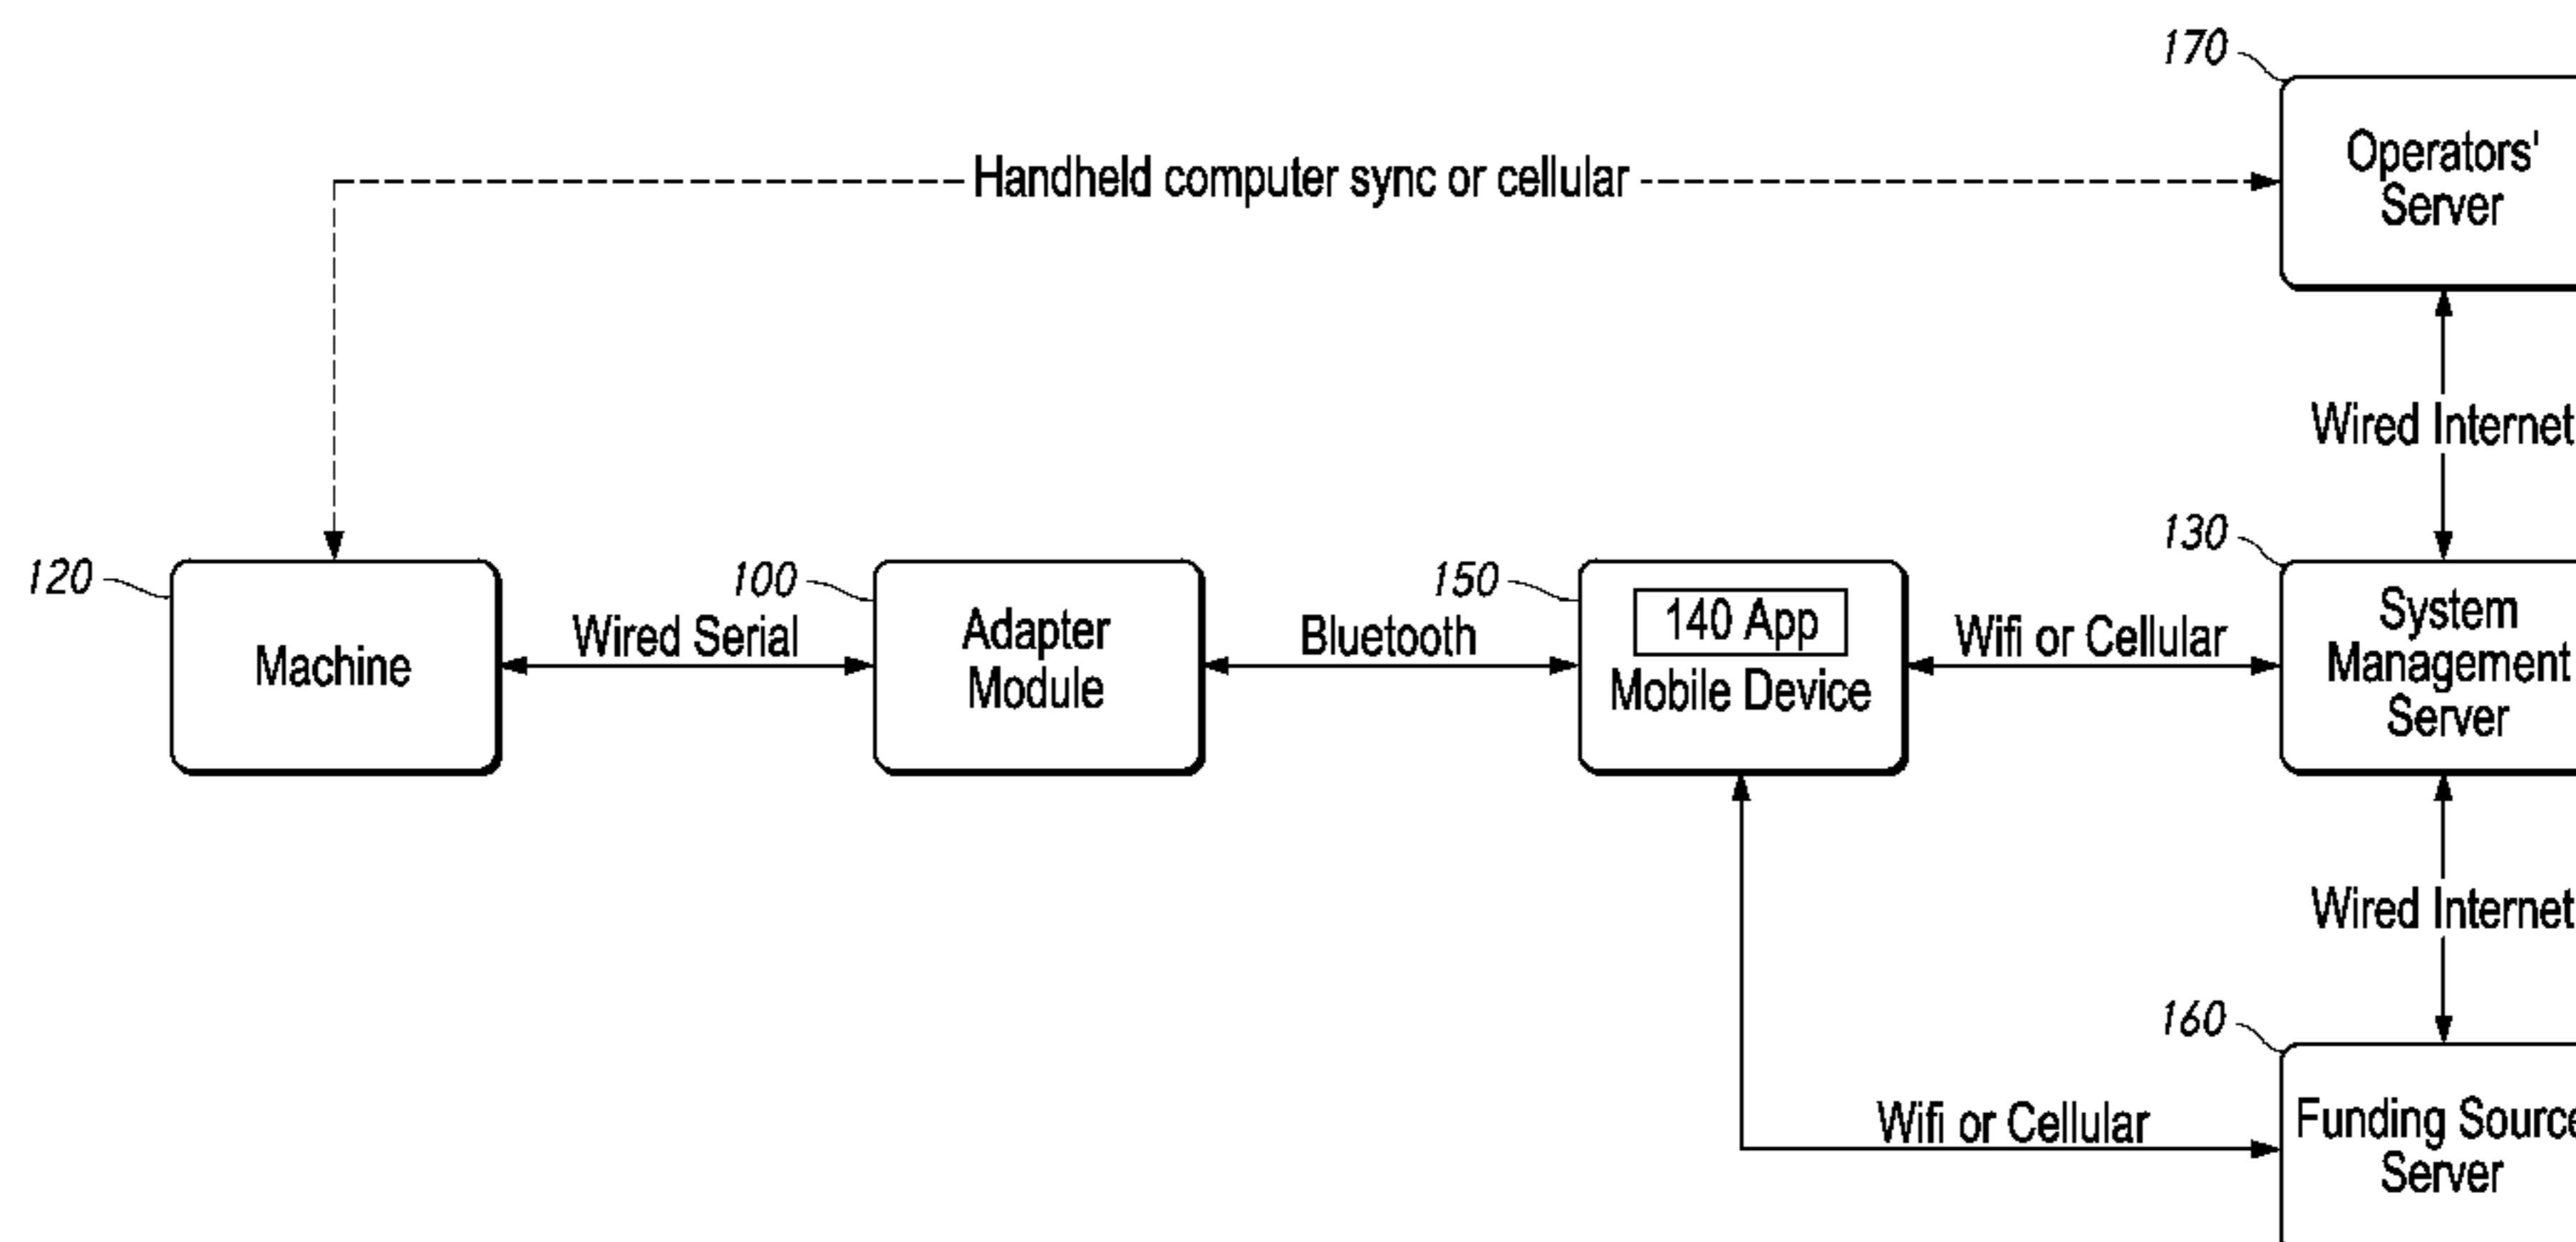 170
Operators'
Server
Handheld computer sync or cellular
Wired Internet
120
Machine
Wired Serial
100
Adapter
Module
Bluetooth
150
140 App
Mobile Device
Wifi or Cellular
130
System
Management
Server
Wired Internet
160
Wifi or Cellular
Funding Source
Server